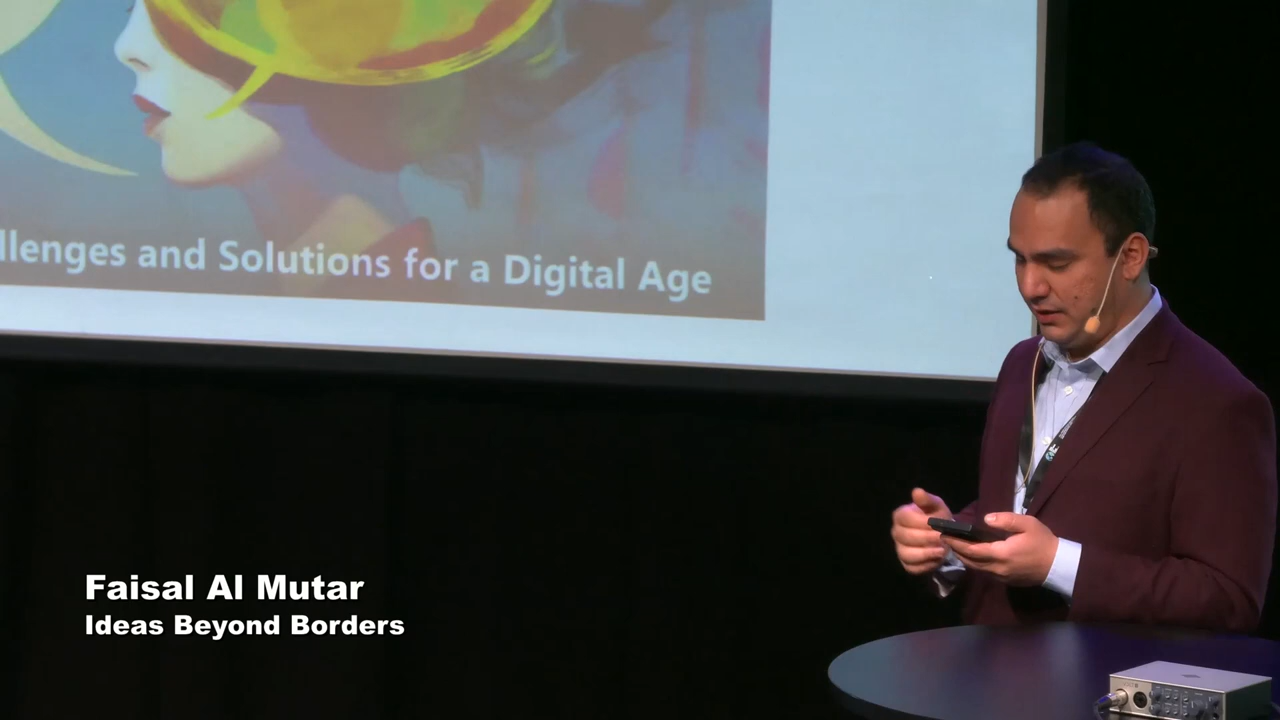 llenges and Solutions for a Digital Age
Faisal Al Mutar
Ideas Beyond Borders